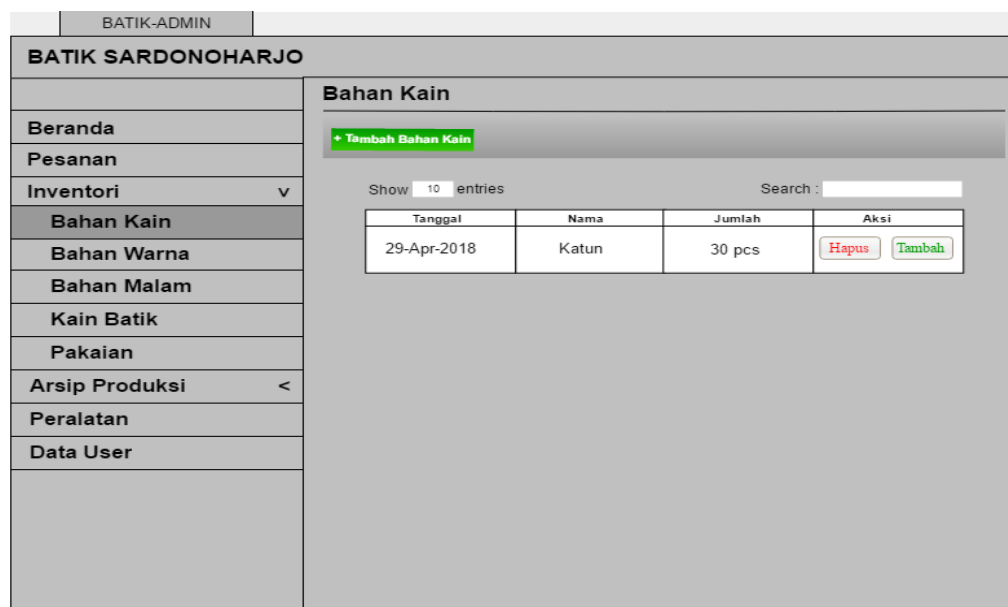 BATIK-ADMIN
BATIK SARDONOHARJO
Beranda
Pesanan
Inventori v
Bahan Kain
Bahan Warna
Bahan Malam
Kain Batik
Pakaian
Arsip Produksi <
Peralatan
Data User
Bahan Kain
+ Tambah Bahan Kain
Show 10 entries Search :
Tanggal Nama Jumlah Aksi
29-Apr-2018 Katun 30 pcs Hapus Tambah